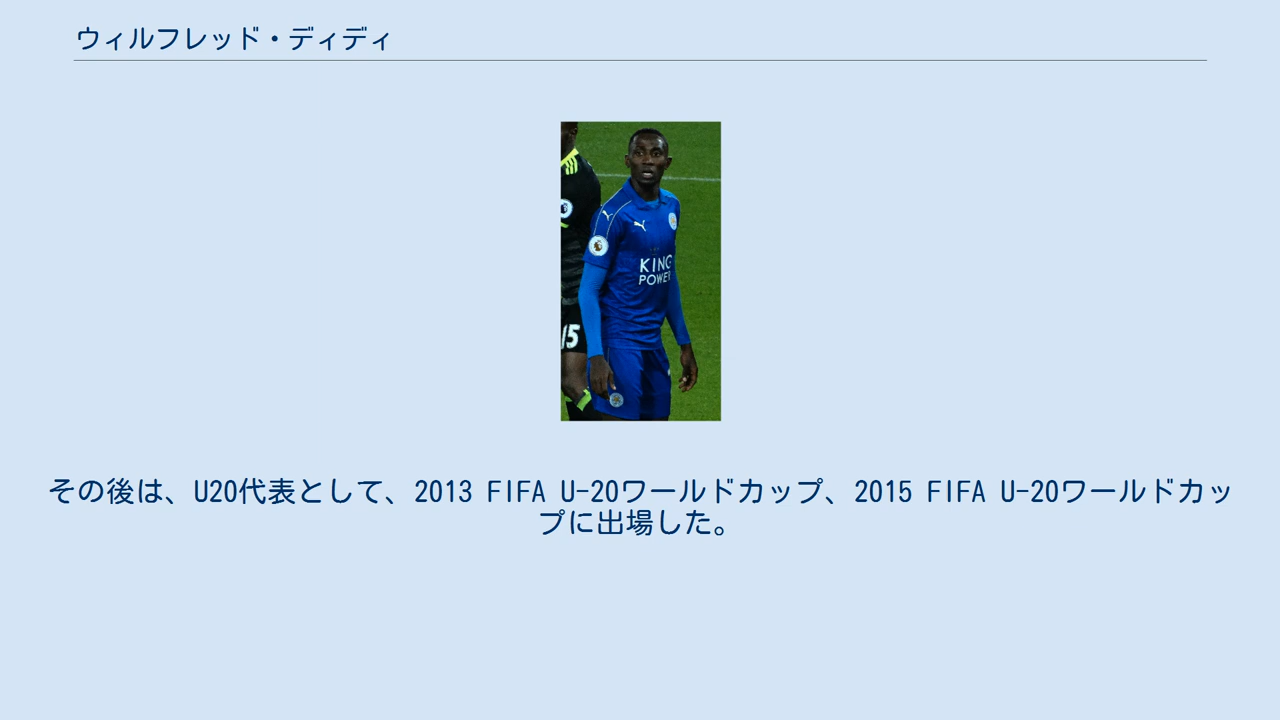 ウィルフレッド・ディディ
KING
POWER
15
その後は、U20代表として、2013 FIFA U-20ワールドカップ、2015 FIFA U-20ワールドカッ
プに出場した。